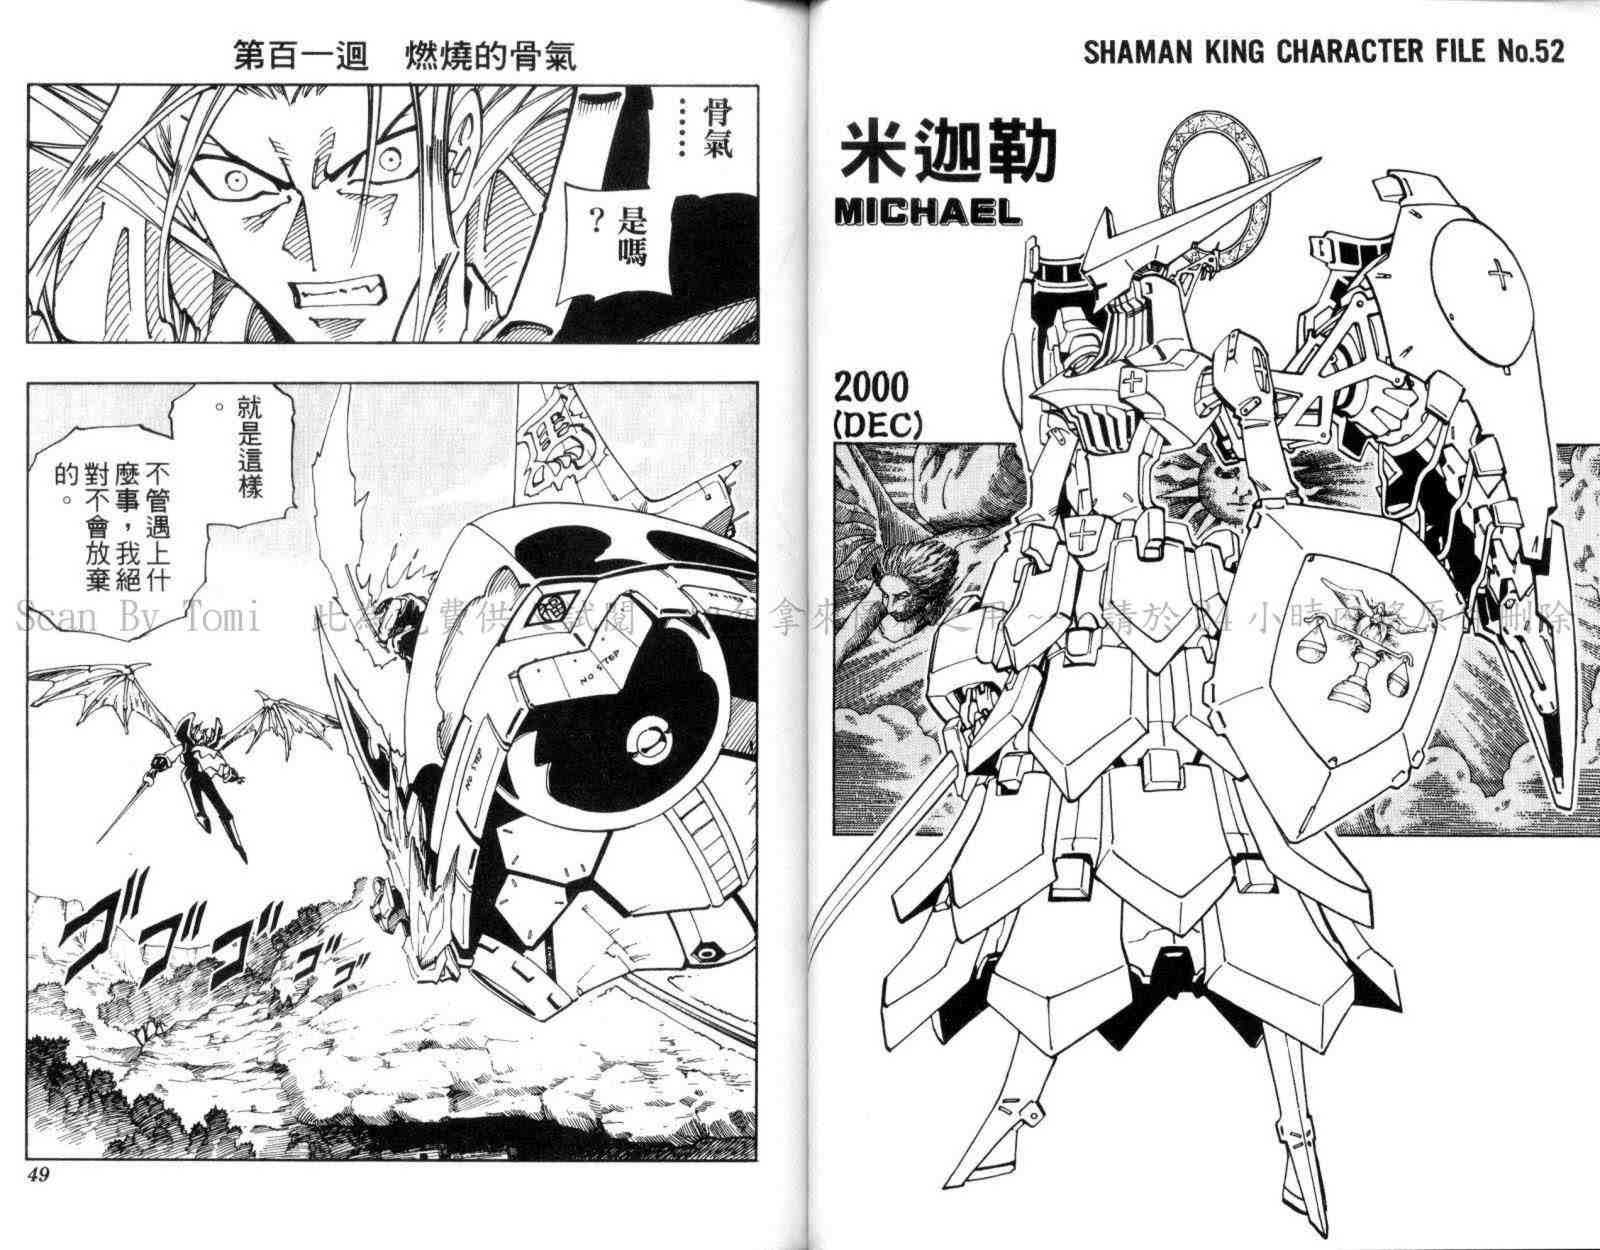 SHAMAN KING CHARACTER FILE No.52
米迦勒
MICHAEL
2000
(DEC)
第百一迴　燃燒的骨氣
骨氣
……
是嗎
？
就是這樣
。
不管遇上什
麼事，我絕
對不會放棄
的。
NO STEP
NO STEP
ゴゴゴゴゴ
Scan By Tomi
49